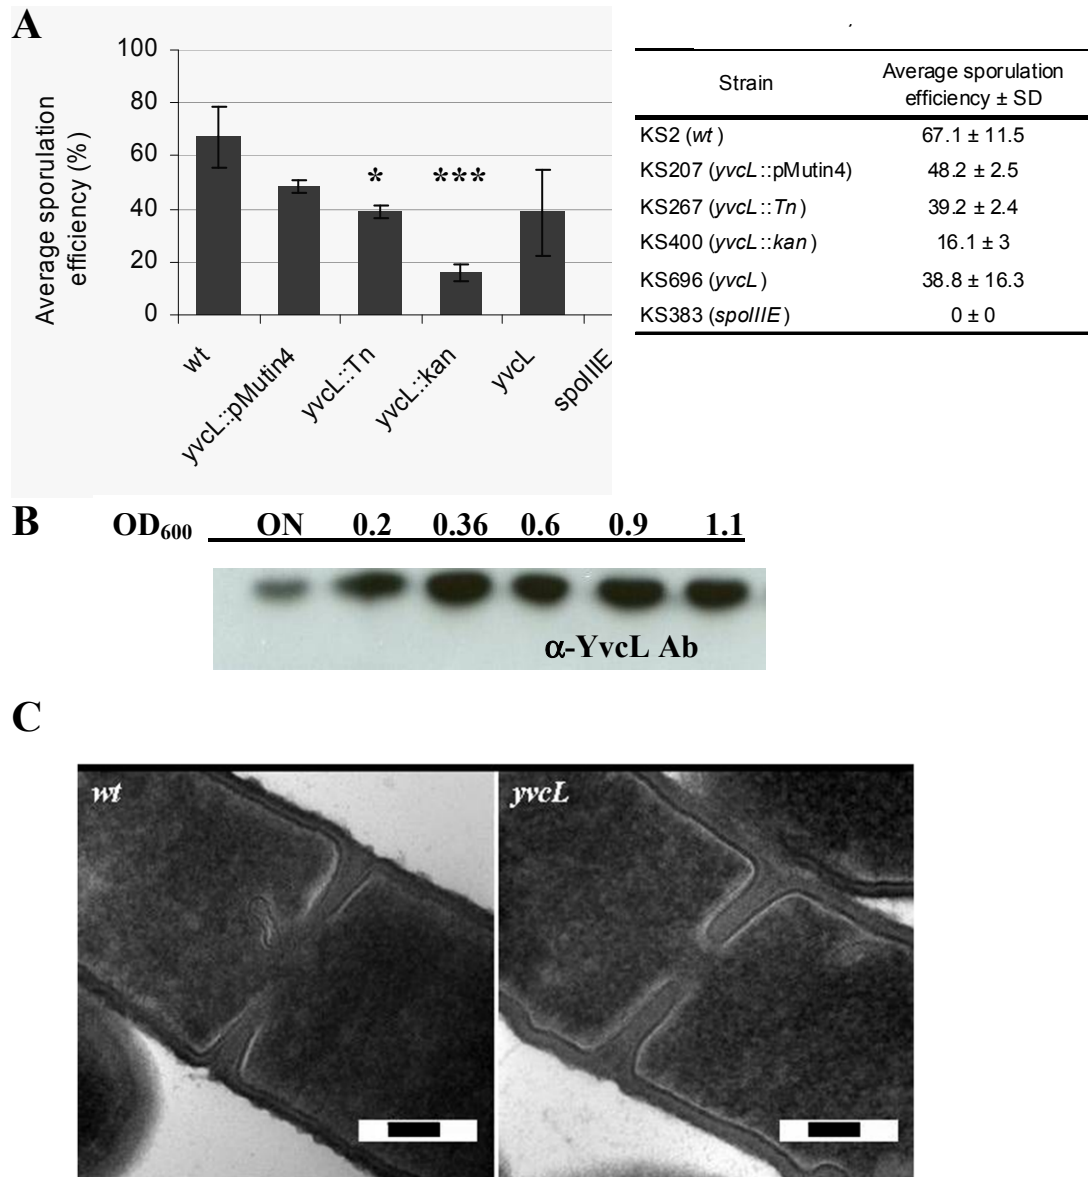 A
100
80
60
40
20
0
Average sporulation
efficiency (%)
*
***
wt
yvcL::pMutin4
yvcL::Tn
yvcL::kan
yvcL
spoIIIE
Strain
Average sporulation
efficiency ± SD
KS2 (wt)
67.1 ± 11.5
KS207 (yvcL::pMutin4)
48.2 ± 2.5
KS267 (yvcL::Tn)
39.2 ± 2.4
KS400 (yvcL::kan)
16.1 ± 3
KS696 (yvcL)
38.8 ± 16.3
KS383 (spoIIIE)
0 ± 0
B
OD600 ON 0.2 0.36 0.6 0.9 1.1
α-YvcL Ab
C
wt
yvcL